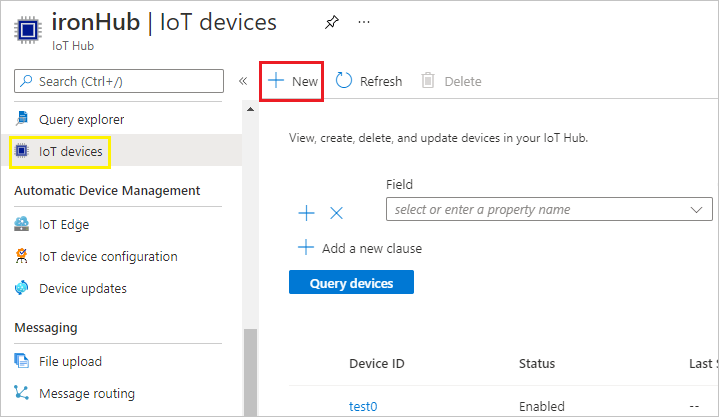 ironHub | IoT devices
IoT Hub
Search (Ctrl+/)
Query explorer
IoT devices
Automatic Device Management
IoT Edge
IoT device configuration
Device updates
Messaging
File upload
Message routing
New Refresh Delete
View, create, delete, and update devices in your IoT Hub.
Field
select or enter a property name
Add a new clause
Query devices
Device ID Status Last S
test0 Enabled --